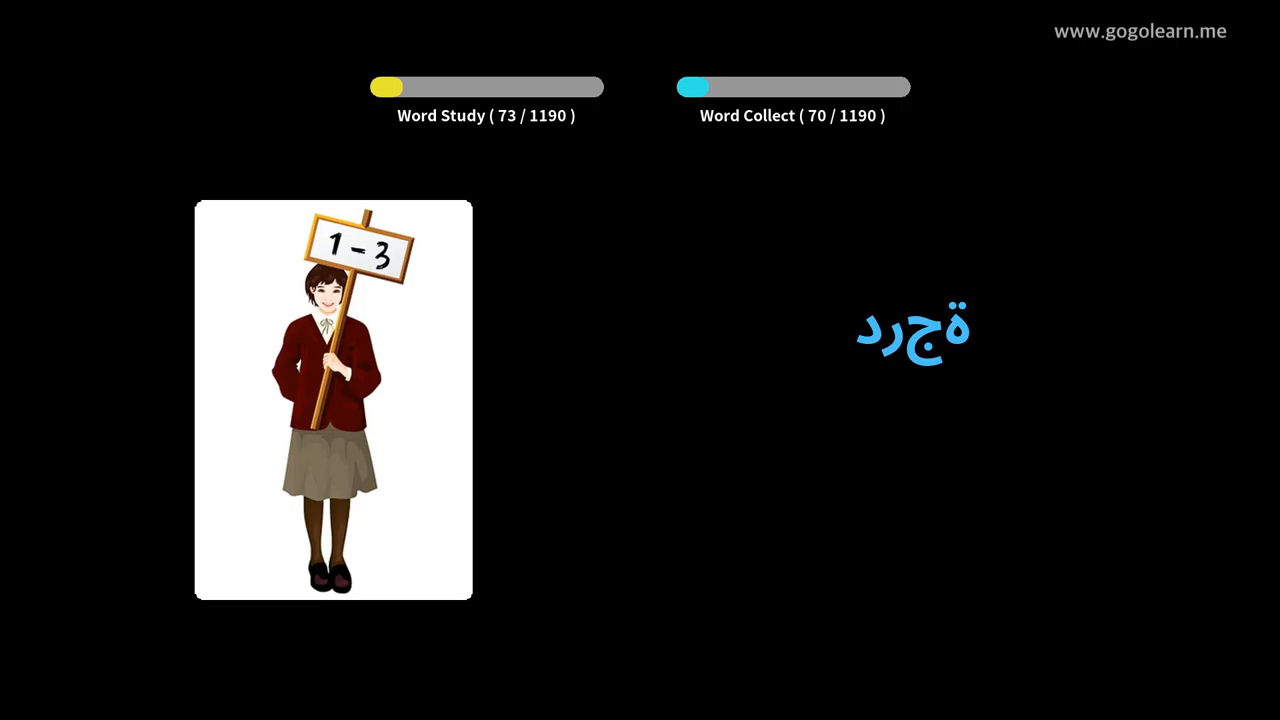 www.gogolearn.me
Word Study ( 73 / 1190 )
Word Collect ( 70 / 1190 )
1 - 3
درجة